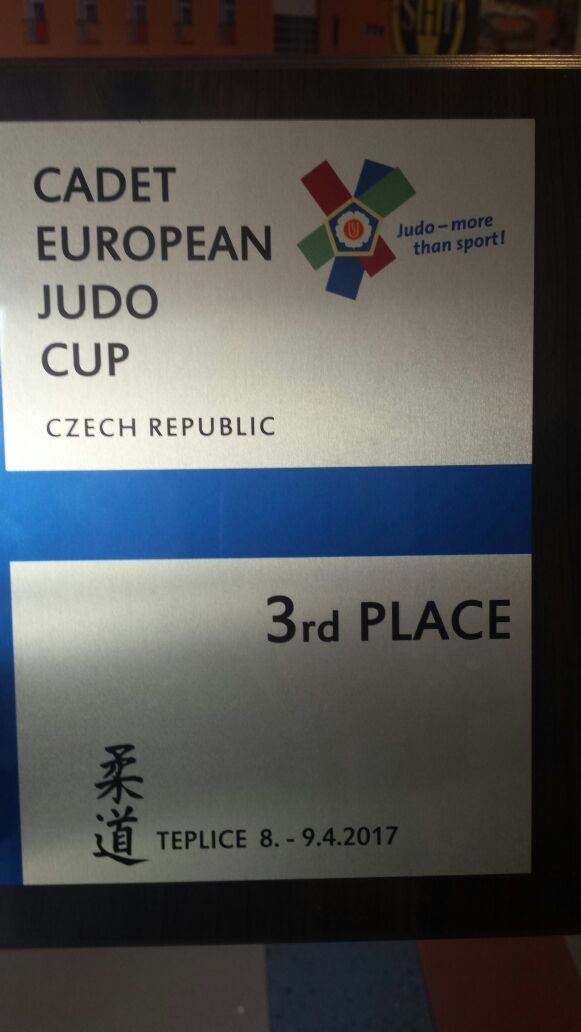 SHT
CADET
EUROPEAN
JUDO
CUP
Judo – more
than sport!
CZECH REPUBLIC
3rd PLACE
柔
道
TEPLICE 8. - 9.4.2017